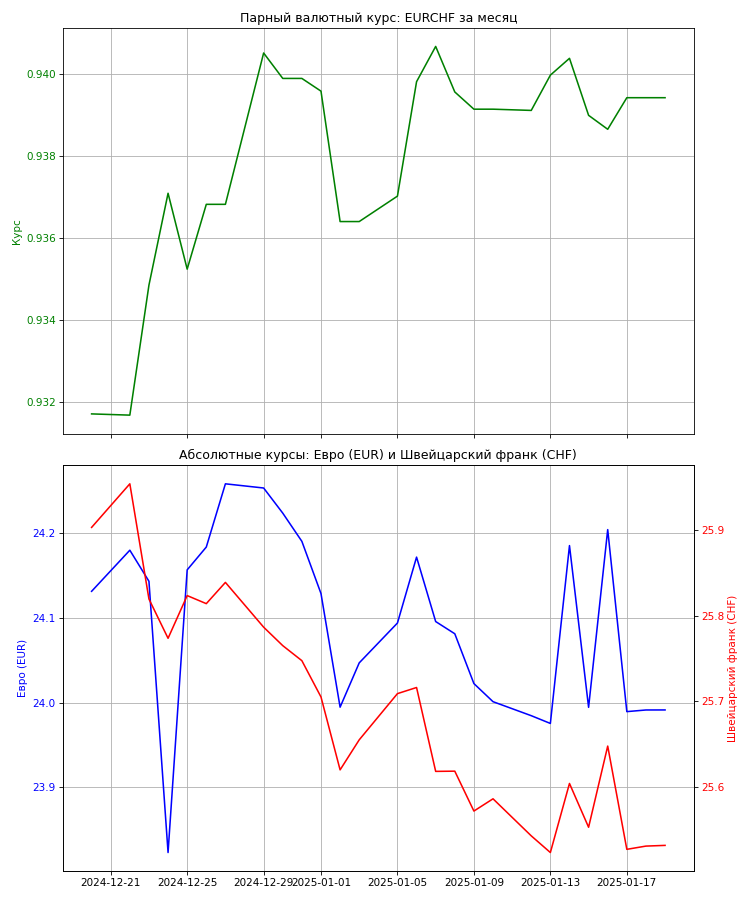 Парный валютный курс: EURCHF за месяц
0.940
0.938
0.936
0.934
0.932
Курс
Абсолютные курсы: Евро (EUR) и Швейцарский франк (CHF)
24.2
24.1
24.0
23.9
Евро (EUR)
25.9
25.8
25.7
25.6
Швейцарский франк (CHF)
2024-12-21 2024-12-25 2024-12-29 2025-01-01 2025-01-05 2025-01-09 2025-01-13 2025-01-17